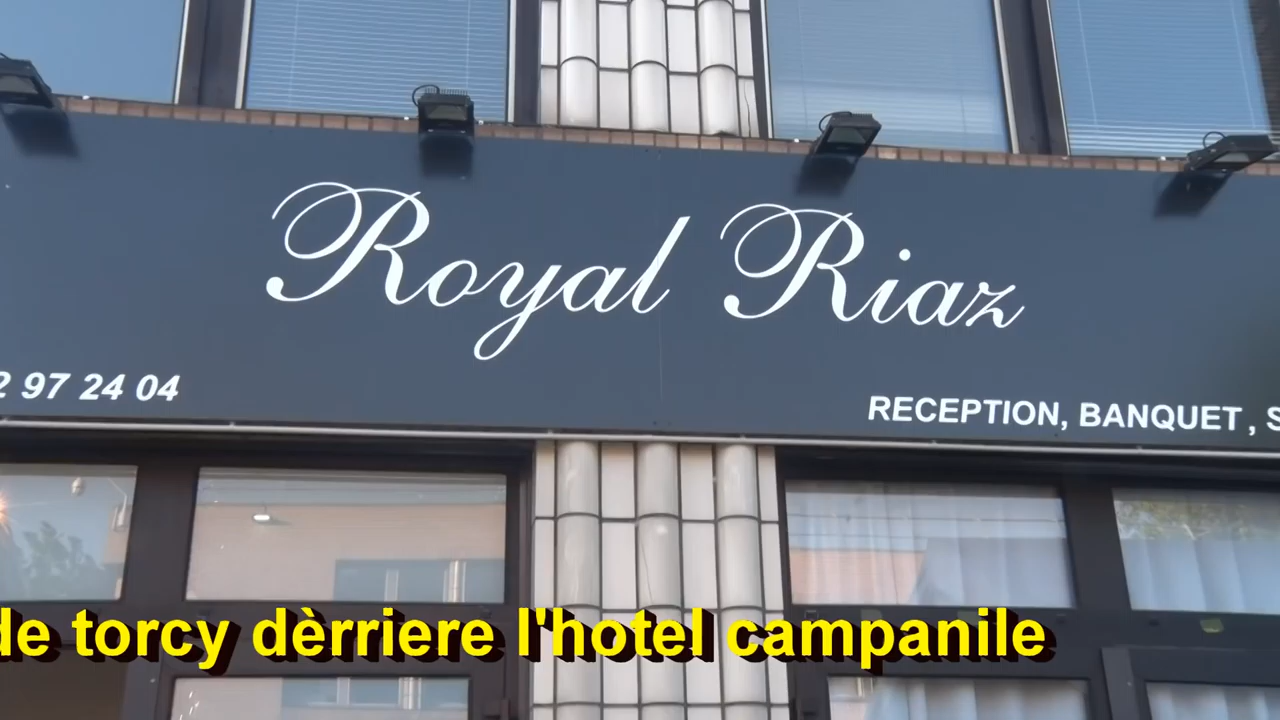 Royal Riaz
2 97 24 04
RECEPTION, BANQUET , S
de torcy dèrriere l'hotel campanile